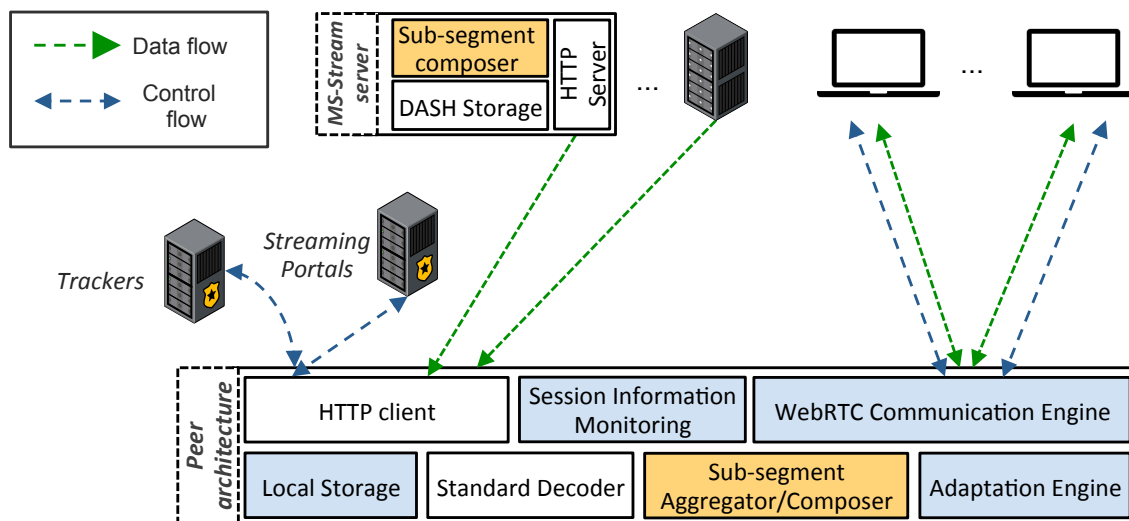 Data flow
Control
flow
MS-Stream
server
Sub-segment
composer
DASH Storage
HTTP
Server
...
...
Trackers
Streaming
Portals
Peer
architecture
HTTP client
Session Information
Monitoring
WebRTC Communication Engine
Local Storage
Standard Decoder
Sub-segment
Aggregator/Composer
Adaptation Engine